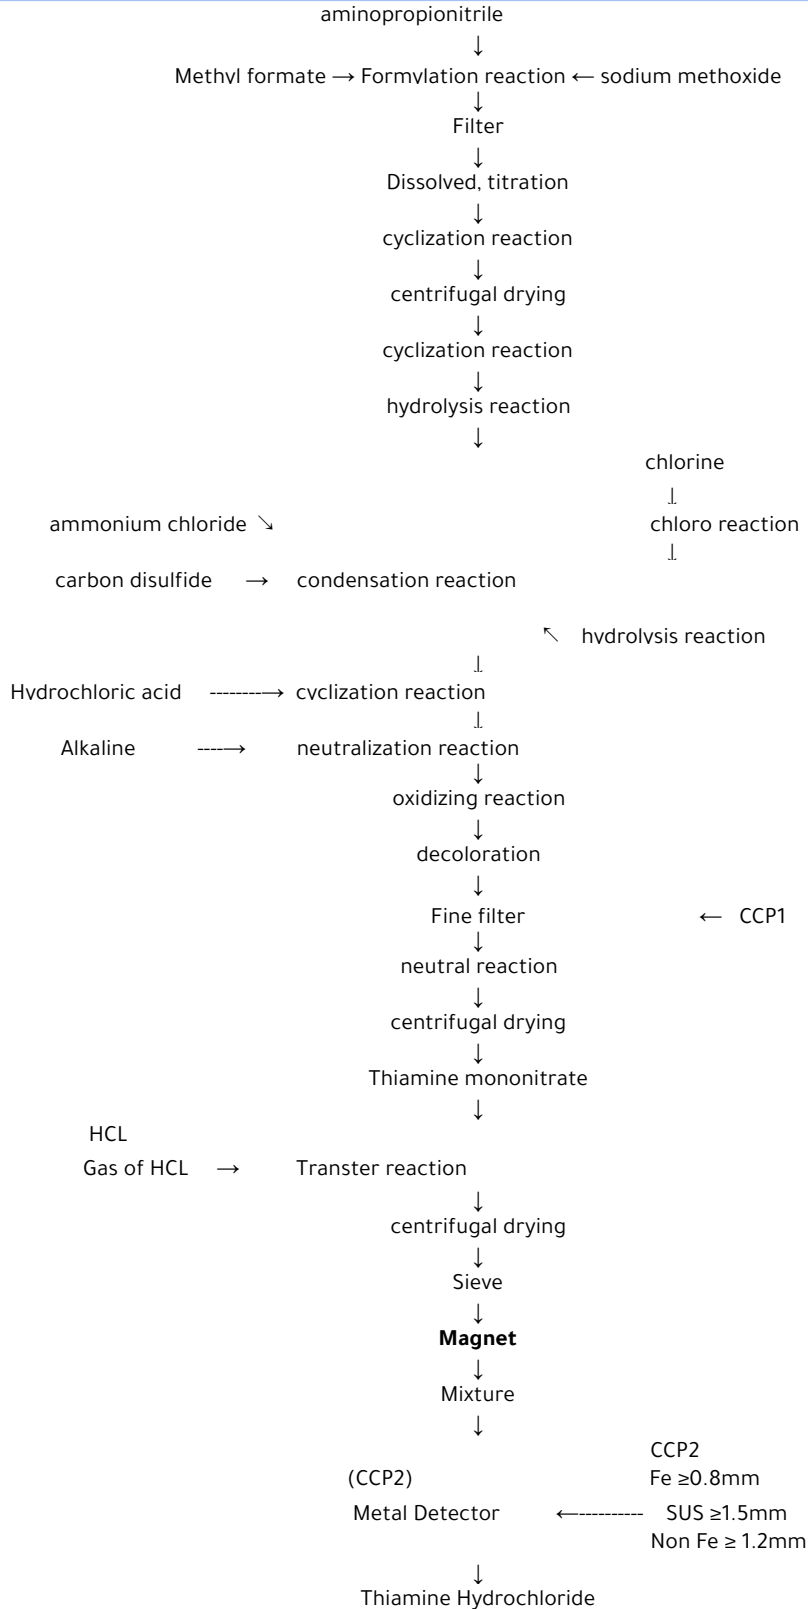 aminopropionitrile
↓
Methyl formate → Formylation reaction ← sodium methoxide
↓
Filter
↓
Dissolved, titration
↓
cyclization reaction
↓
centrifugal drying
↓
cyclization reaction
↓
hydrolysis reaction
↓
chlorine
↓
ammonium chloride ↘ chloro reaction
↓
carbon disulfide → condensation reaction
↖ hydrolysis reaction
↓
Hydrochloric acid --------→ cyclization reaction
↓
Alkaline ----→ neutralization reaction
↓
oxidizing reaction
↓
decoloration
↓
Fine filter ← CCP1
↓
neutral reaction
↓
centrifugal drying
↓
Thiamine mononitrate
↓
HCL
Gas of HCL → Transter reaction
↓
centrifugal drying
↓
Sieve
↓
Magnet
↓
Mixture
↓
CCP2
(CCP2) Fe ≥0.8mm
Metal Detector ←---------- SUS ≥1.5mm
Non Fe ≥ 1.2mm
↓
Thiamine Hydrochloride